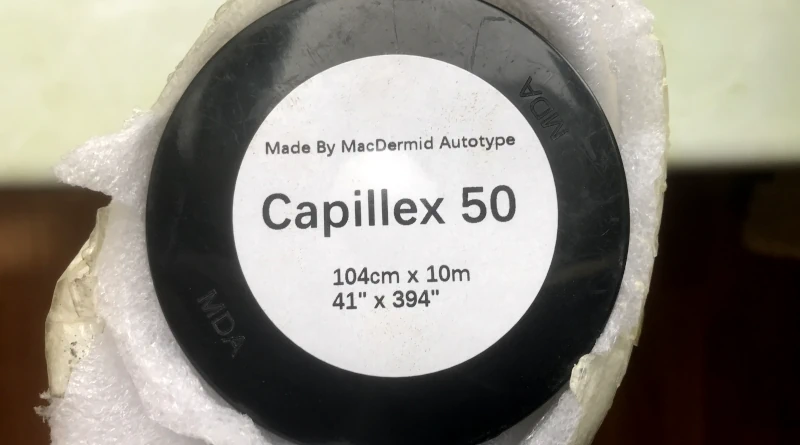 MDA
Made By MacDermid Autotype
Capillex 50
104cm x 10m
41" x 394"
MDA